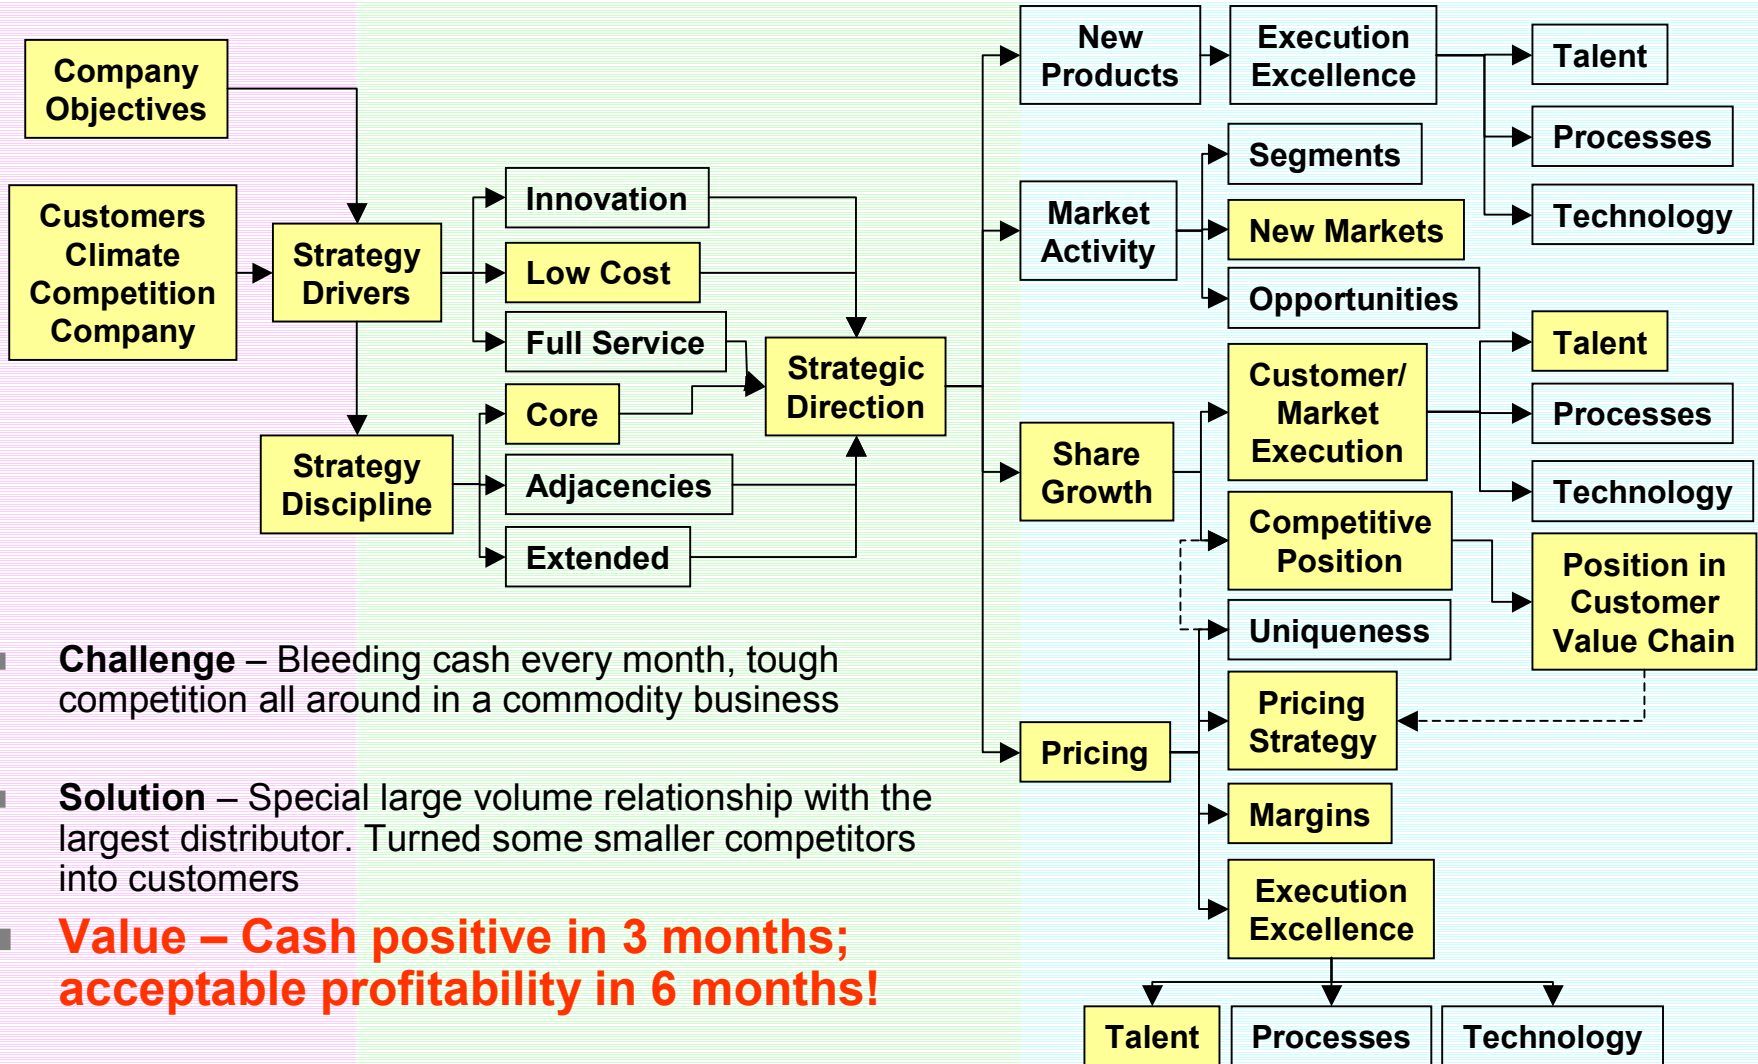 Company
Objectives
Customers
Climate
Competition
Company
Strategy
Drivers
Strategy
Discipline
Innovation
Low Cost
Full Service
Core
Adjacencies
Extended
Strategic
Direction
New
Products
Execution
Excellence
Talent
Processes
Technology
Market
Activity
Segments
New Markets
Opportunities
Share
Growth
Customer/
Market
Execution
Talent
Processes
Technology
Competitive
Position
Position in
Customer
Value Chain
Pricing
Uniqueness
Pricing
Strategy
Margins
Execution
Excellence
Talent
Processes
Technology
Challenge – Bleeding cash every month, tough
competition all around in a commodity business
Solution – Special large volume relationship with the
largest distributor. Turned some smaller competitors
into customers
Value – Cash positive in 3 months;
acceptable profitability in 6 months!